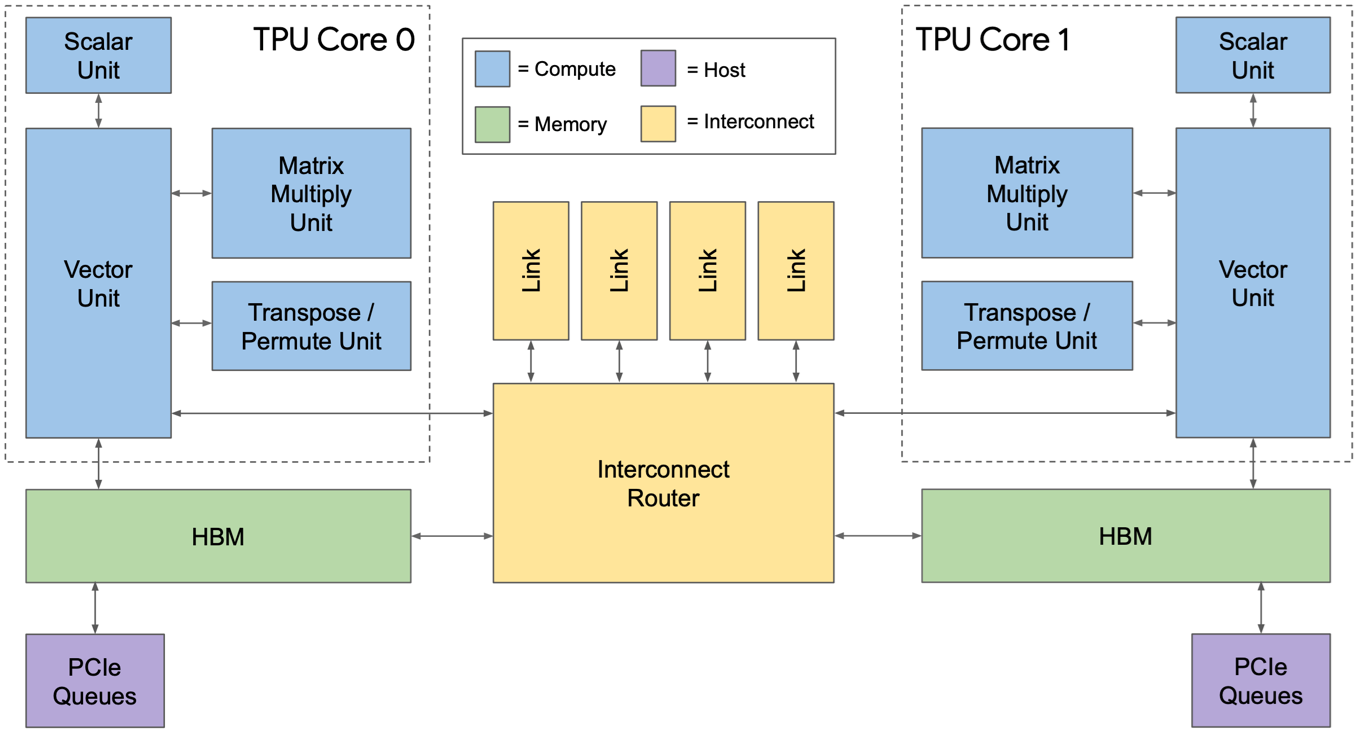 TPU Core 0
Scalar
Unit
Vector
Unit
Matrix
Multiply
Unit
Transpose /
Permute Unit
HBM
PCIe
Queues
= Compute
= Host
= Memory
= Interconnect
Link
Link
Link
Link
Interconnect
Router
TPU Core 1
Scalar
Unit
Matrix
Multiply
Unit
Transpose /
Permute Unit
Vector
Unit
HBM
PCIe
Queues